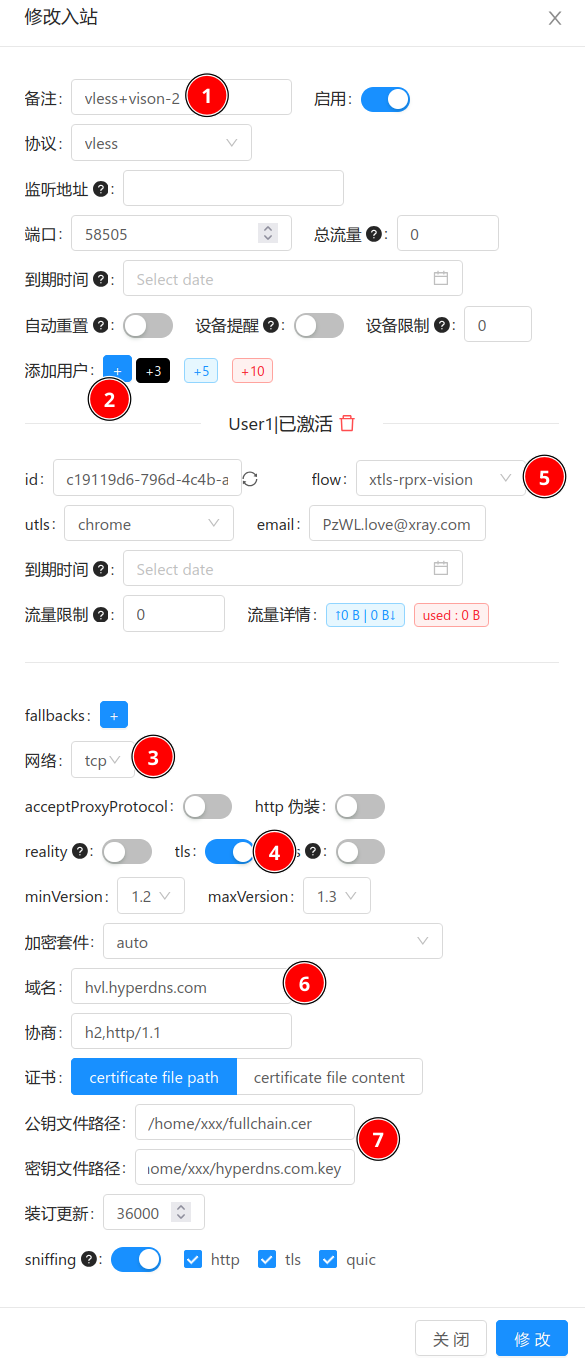 修改入站
备注: vless+vison-2 1 启用:
协议: vless
监听地址 ?:
端口: 58505 总流量 ?: 0
到期时间 ?: Select date
自动重置 ?: 设备提醒 ?: 设备限制 ?: 0
添加用户: + +3 +5 +10
2
User1|已激活
id: c19119d6-796d-4c4b-a flow: xtls-rprx-vision 5
utls: chrome email: PzWL.love@xray.com
到期时间 ?: Select date
流量限制 ?: 0 流量详情: ↑0 B | 0 B↓ used : 0 B
fallbacks: +
网络: tcp 3
acceptProxyProtocol: http 伪装:
reality ?: tls: 4 s ?:
minVersion: 1.2 maxVersion: 1.3
加密套件: auto
域名: hvl.hyperdns.com 6
协商: h2,http/1.1
证书: certificate file path certificate file content
公钥文件路径: /home/xxx/fullchain.cer
7
密钥文件路径: ome/xxx/hyperdns.com.key
装订更新: 36000
sniffing ?: http tls quic
关 闭 修 改